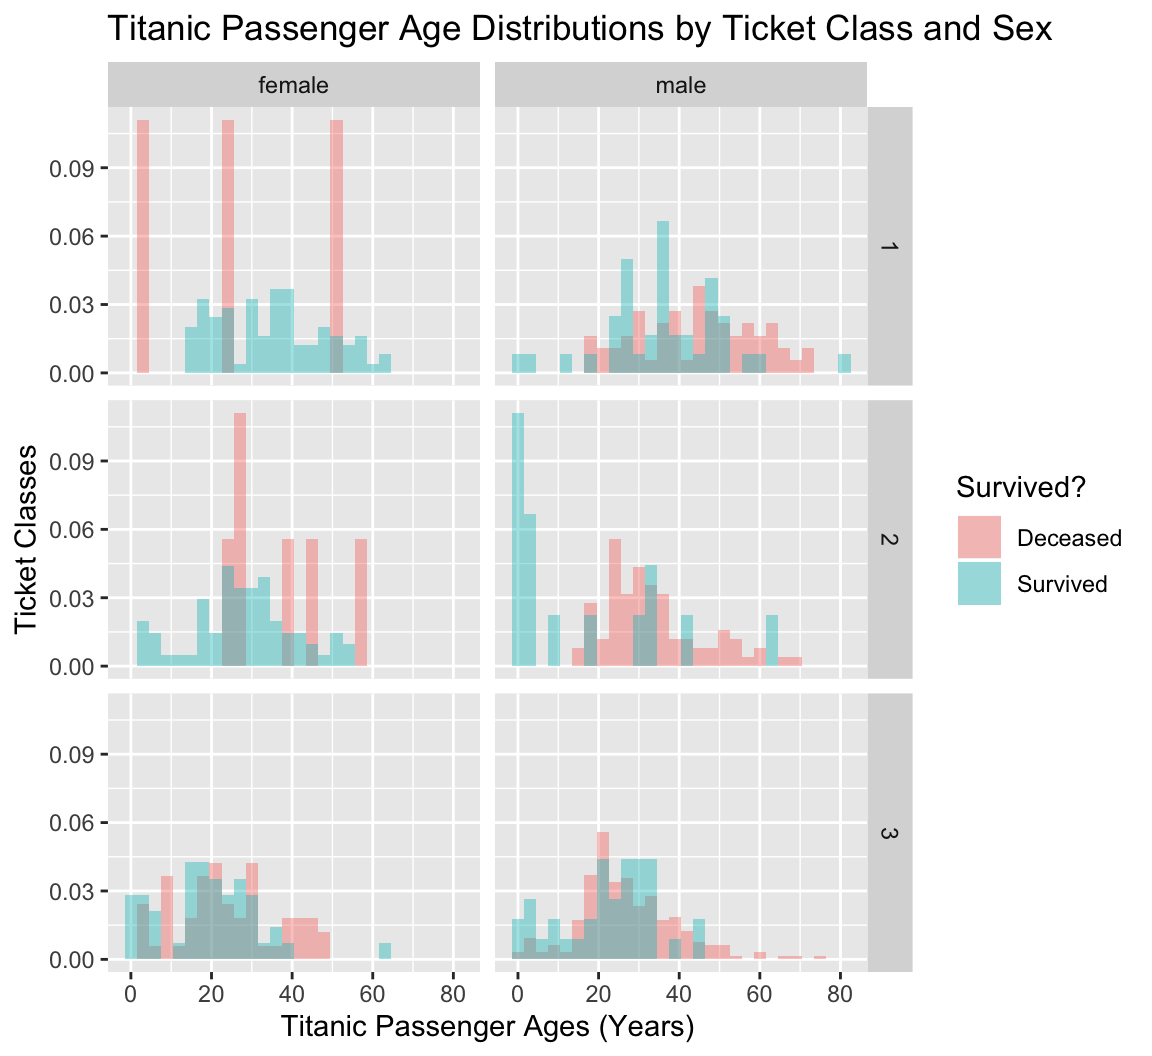 Titanic Passenger Age Distributions by Ticket Class and Sex
female
male
0.09
0.06
0.03
0.00
1
0.09
0.06
0.03
0.00
2
0.09
0.06
0.03
0.00
3
0 20 40 60 80
0 20 40 60 80
Titanic Passenger Ages (Years)
Ticket Classes
Survived?
Deceased
Survived